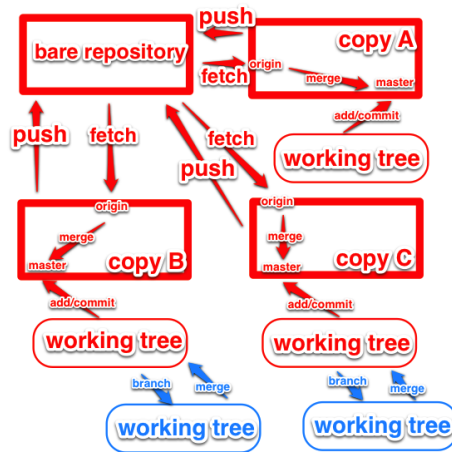 push
bare repository
copy A
fetch
origin
merge
master
add/commit
working tree
push
fetch
fetch
push
origin
merge
master
copy B
origin
merge
master
copy C
add/commit
add/commit
working tree
working tree
branch
merge
branch
merge
working tree
working tree